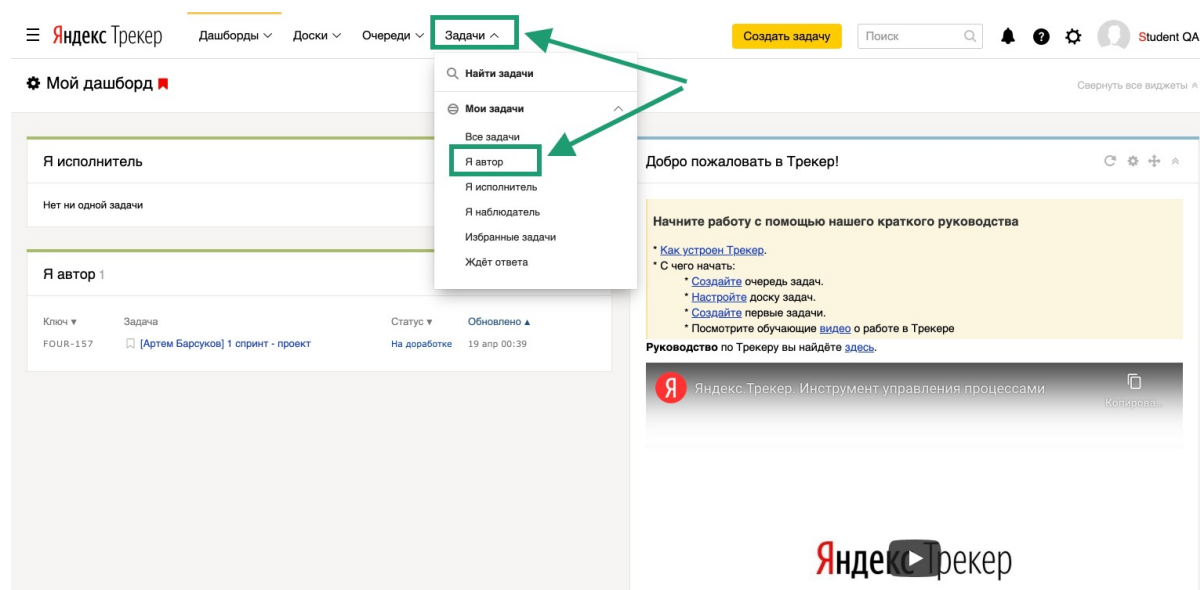 Яндекс Трекер
Дашборды
Доски
Очереди
Задачи
Создать задачу
Поиск
Student QA
Мой дашборд
Свернуть все виджеты
Найти задачи
Мои задачи
Все задачи
Я автор
Я исполнитель
Я наблюдатель
Избранные задачи
Ждёт ответа
Я исполнитель
Нет ни одной задачи
Я автор 1
Ключ Задача Статус Обновлено
FOUR-157 [Артем Барсуков] 1 спринт - проект На доработке 19 апр 00:39
Добро пожаловать в Трекер!
Начните работу с помощью нашего краткого руководства
* Как устроен Трекер.
* С чего начать:
* Создайте очередь задач.
* Настройте доску задач.
* Создайте первые задачи.
* Посмотрите обучающие видео о работе в Трекере
Руководство по Трекеру вы найдёте здесь.
Я
Яндекс.Трекер. Инструмент управления процессами
Копирова...
Яндекс Трекер